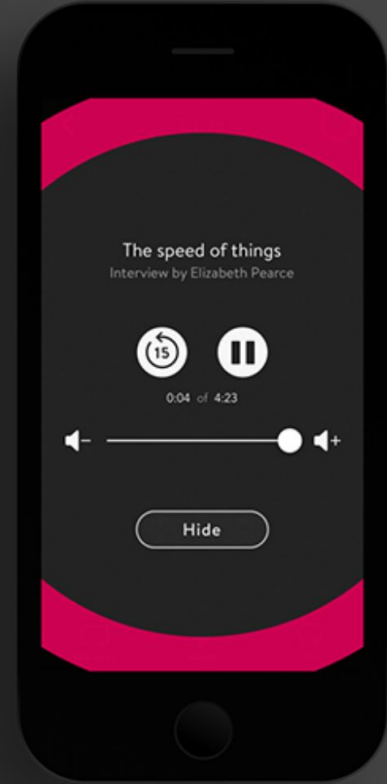 The speed of things
Interview by Elizabeth Pearce
15
0:04 of 4:23
Hide